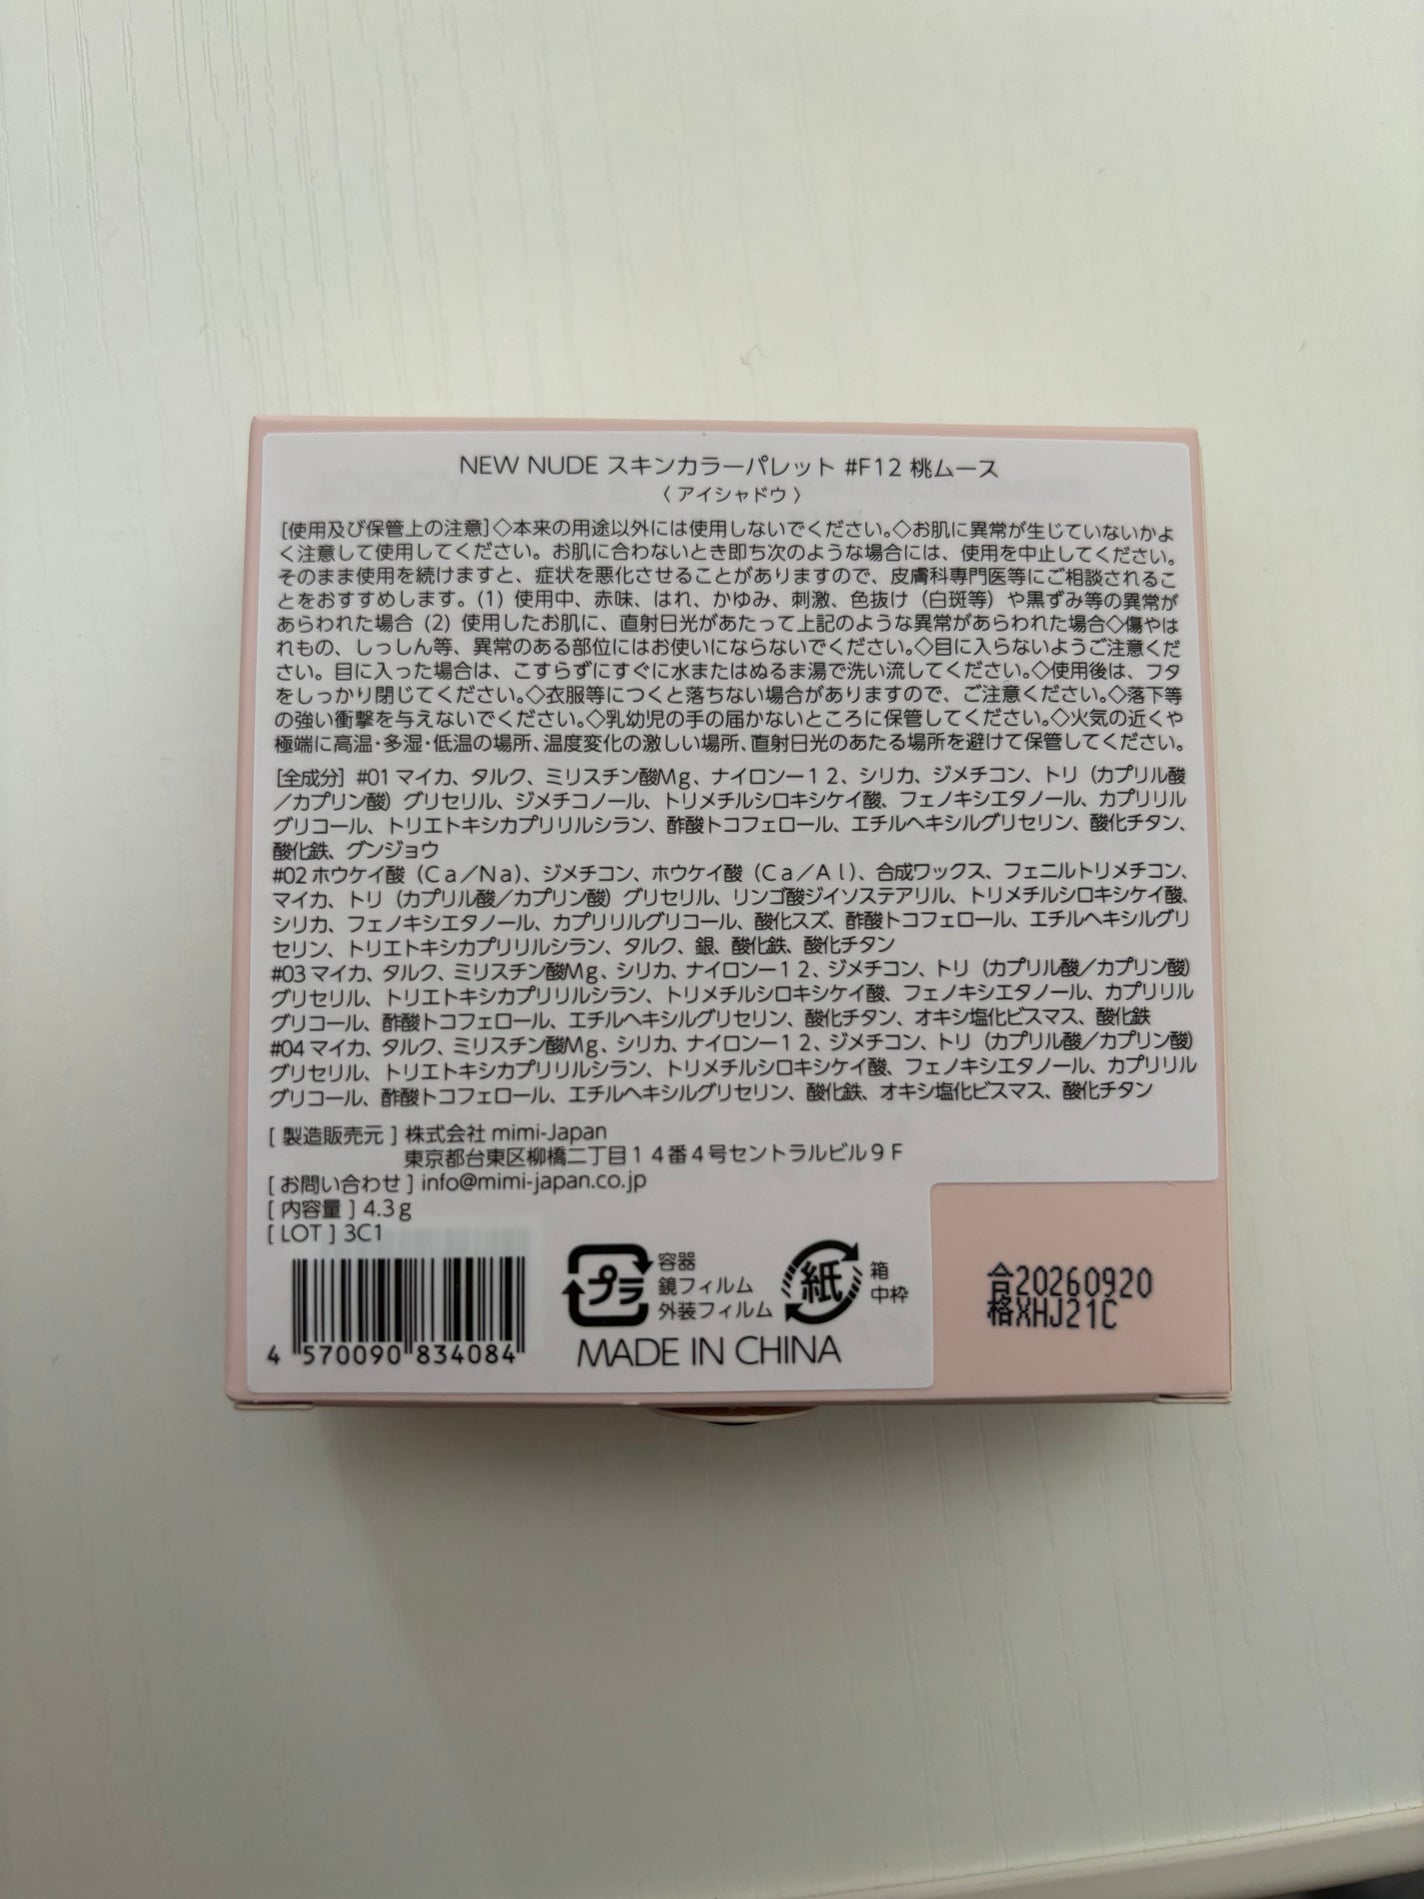 NEW NUDE スキンカラーパレット #F12 桃ムース
〈 アイシャドウ 〉
[使用及び保管上の注意]◇本来の用途以外には使用しないでください。◇お肌に異常が生じていないかよ
く注意して使用してください。お肌に合わないとき即ち次のような場合には、使用を中止してください。
そのまま使用を続けますと、症状を悪化させることがありますので、皮膚科専門医等にご相談されるこ
とをおすすめします。(1) 使用中、赤味、はれ、かゆみ、刺激、色抜け（白斑等）や黒ずみ等の異常が
あらわれた場合 (2) 使用したお肌に、直射日光があたって上記のような異常があらわれた場合◇傷やは
れもの、しっしん等、異常のある部位にはお使いにならないでください。◇目に入らないようご注意くだ
さい。目に入った場合は、こすらずにすぐに水またはぬるま湯で洗い流してください。◇使用後は、フタ
をしっかり閉じてください。◇衣服等につくと落ちない場合がありますので、ご注意ください。◇落下等
の強い衝撃を与えないでください。◇乳幼児の手の届かないところに保管してください。◇火気の近くや
極端に高温・多湿・低温の場所、温度変化の激しい場所、直射日光のあたる場所を避けて保管してください。
[全成分] #01 マイカ、タルク、ミリスチン酸Mg、ナイロンー12、シリカ、ジメチコン、トリ（カプリル酸
／カプリン酸）グリセリル、ジメチコノール、トリメチルシロキシケイ酸、フェノキシエタノール、カプリリル
グリコール、トリエトキシカプリリルシラン、酢酸トコフェロール、エチルヘキシルグリセリン、酸化チタン、
酸化鉄、グンジョウ
#02 ホウケイ酸（Ca／Na）、ジメチコン、ホウケイ酸（Ca／Al）、合成ワックス、フェニルトリメチコン、
マイカ、トリ（カプリル酸／カプリン酸）グリセリル、リンゴ酸ジイソステアリル、トリメチルシロキシケイ酸、
シリカ、フェノキシエタノール、カプリリルグリコール、酸化スズ、酢酸トコフェロール、エチルヘキシルグリ
セリン、トリエトキシカプリリルシラン、タルク、銀、酸化鉄、酸化チタン
#03 マイカ、タルク、ミリスチン酸Mg、シリカ、ナイロンー12、ジメチコン、トリ（カプリル酸／カプリン酸）
グリセリル、トリエトキシカプリリルシラン、トリメチルシロキシケイ酸、フェノキシエタノール、カプリリル
グリコール、酢酸トコフェロール、エチルヘキシルグリセリン、酸化チタン、オキシ塩化ビスマス、酸化鉄
#04 マイカ、タルク、ミリスチン酸Mg、シリカ、ナイロンー12、ジメチコン、トリ（カプリル酸／カプリン酸）
グリセリル、トリエトキシカプリリルシラン、トリメチルシロキシケイ酸、フェノキシエタノール、カプリリル
グリコール、酢酸トコフェロール、エチルヘキシルグリセリン、酸化鉄、オキシ塩化ビスマス、酸化チタン
[ 製造販売元 ] 株式会社 mimi-Japan
東京都台東区柳橋二丁目14番4号セントラルビル9F
[ お問い合わせ ] info@mimi-japan.co.jp
[ 内容量 ] 4.3g
[ LOT ] 3C1
4 570090 834084
プラ
容器
鏡フィルム
外装フィルム
紙
箱
中枠
MADE IN CHINA
合20260920
格XHJ21C